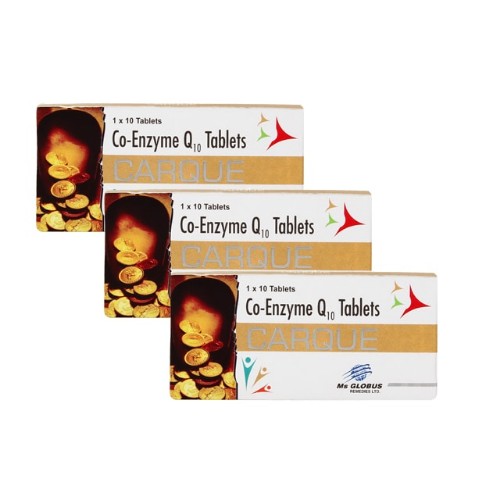 1 x 10 Tablets
Co-Enzyme Q10 Tablets
CARQUE
1 x 10 Tablets
Co-Enzyme Q10 Tablets
CARQUE
1 x 10 Tablets
Co-Enzyme Q10 Tablets
CARQUE
Ms GLOBUS
REMEDIES LTD.